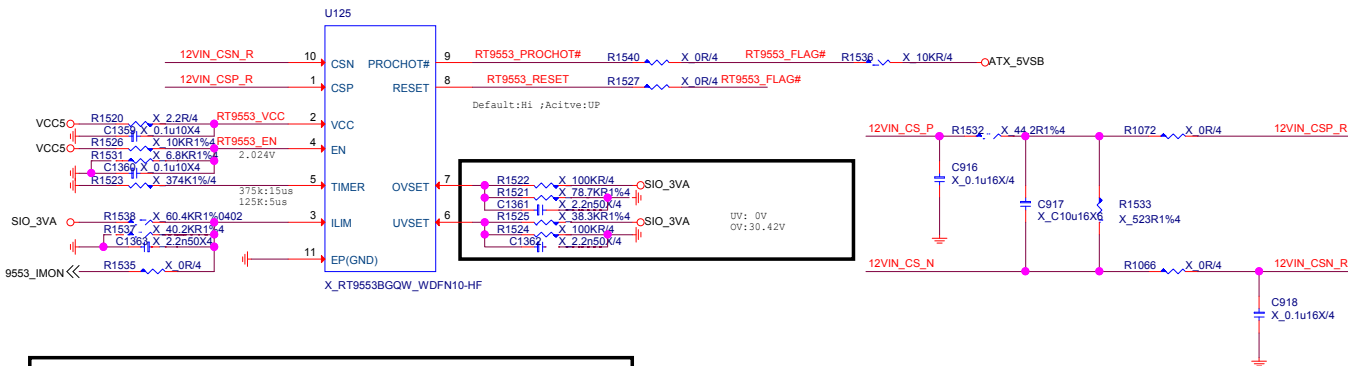 U125
12VIN_CSN_R 10 CSN PROCHOT# 9 RT9553_PROCHOT# R1540 X_0R/4 RT9553_FLAG# R1536 X_10KR/4 ATX_5VSB
12VIN_CSP_R 1 CSP RESET 8 RT9553_RESET R1527 X_0R/4 RT9553_FLAG#
Default:Hi ;Acitve:UP
R1520 X_2.2R/4 RT9553_VCC 2 VCC
VCC5
C1359 X_0.1u10X4
R1526 X_10KR1%4 RT9553_EN 4 EN
VCC5
R1531 X_6.8KR1%4 2.024V
C1360 X_0.1u10X4
R1523 X_374K1%/4 5 TIMER
375k:15us
125K:5us
SIO_3VA R1538 X_60.4KR1%0402 3 ILIM
R1537 X_40.2KR1%4
C1363 X_2.2n50X4
9553_IMON R1535 X_0R/4
11 EP(GND)
X_RT9553BGQW_WDFN10-HF
OVSET 7 R1522 X_100KR/4 SIO_3VA
R1521 X_78.7KR1%4
C1361 X_2.2n50X/4
UVSET 6 R1525 X_38.3KR1%4 SIO_3VA
R1524 X_100KR/4
C1362 X_2.2n50X/4
UV: 0V
OV:30.42V
12VIN_CS_P R1532 X_44.2R1%4 R1072 X_0R/4 12VIN_CSP_R
C916
X_0.1u16X/4
C917
X_C10u16X6
R1533
X_523R1%4
12VIN_CS_N R1066 X_0R/4 12VIN_CSN_R
C918
X_0.1u16X/4